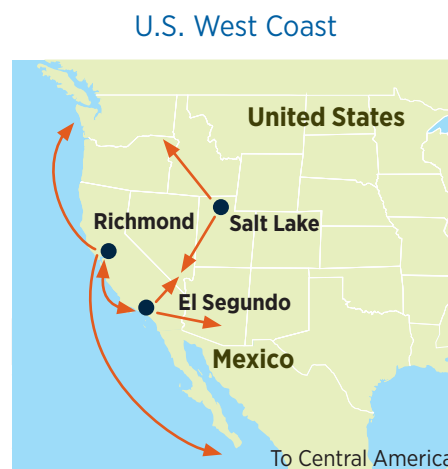 U.S. West Coast
United States
Richmond
Salt Lake
El Segundo
Mexico
To Central America